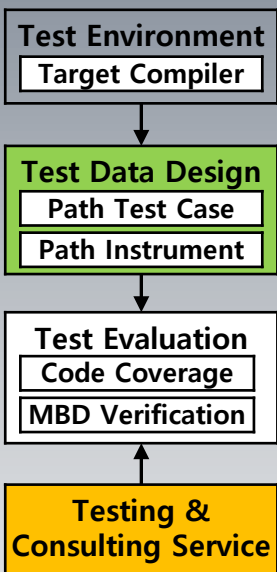 Test Environment
Target Compiler
Test Data Design
Path Test Case
Path Instrument
Test Evaluation
Code Coverage
MBD Verification
Testing &
Consulting Service